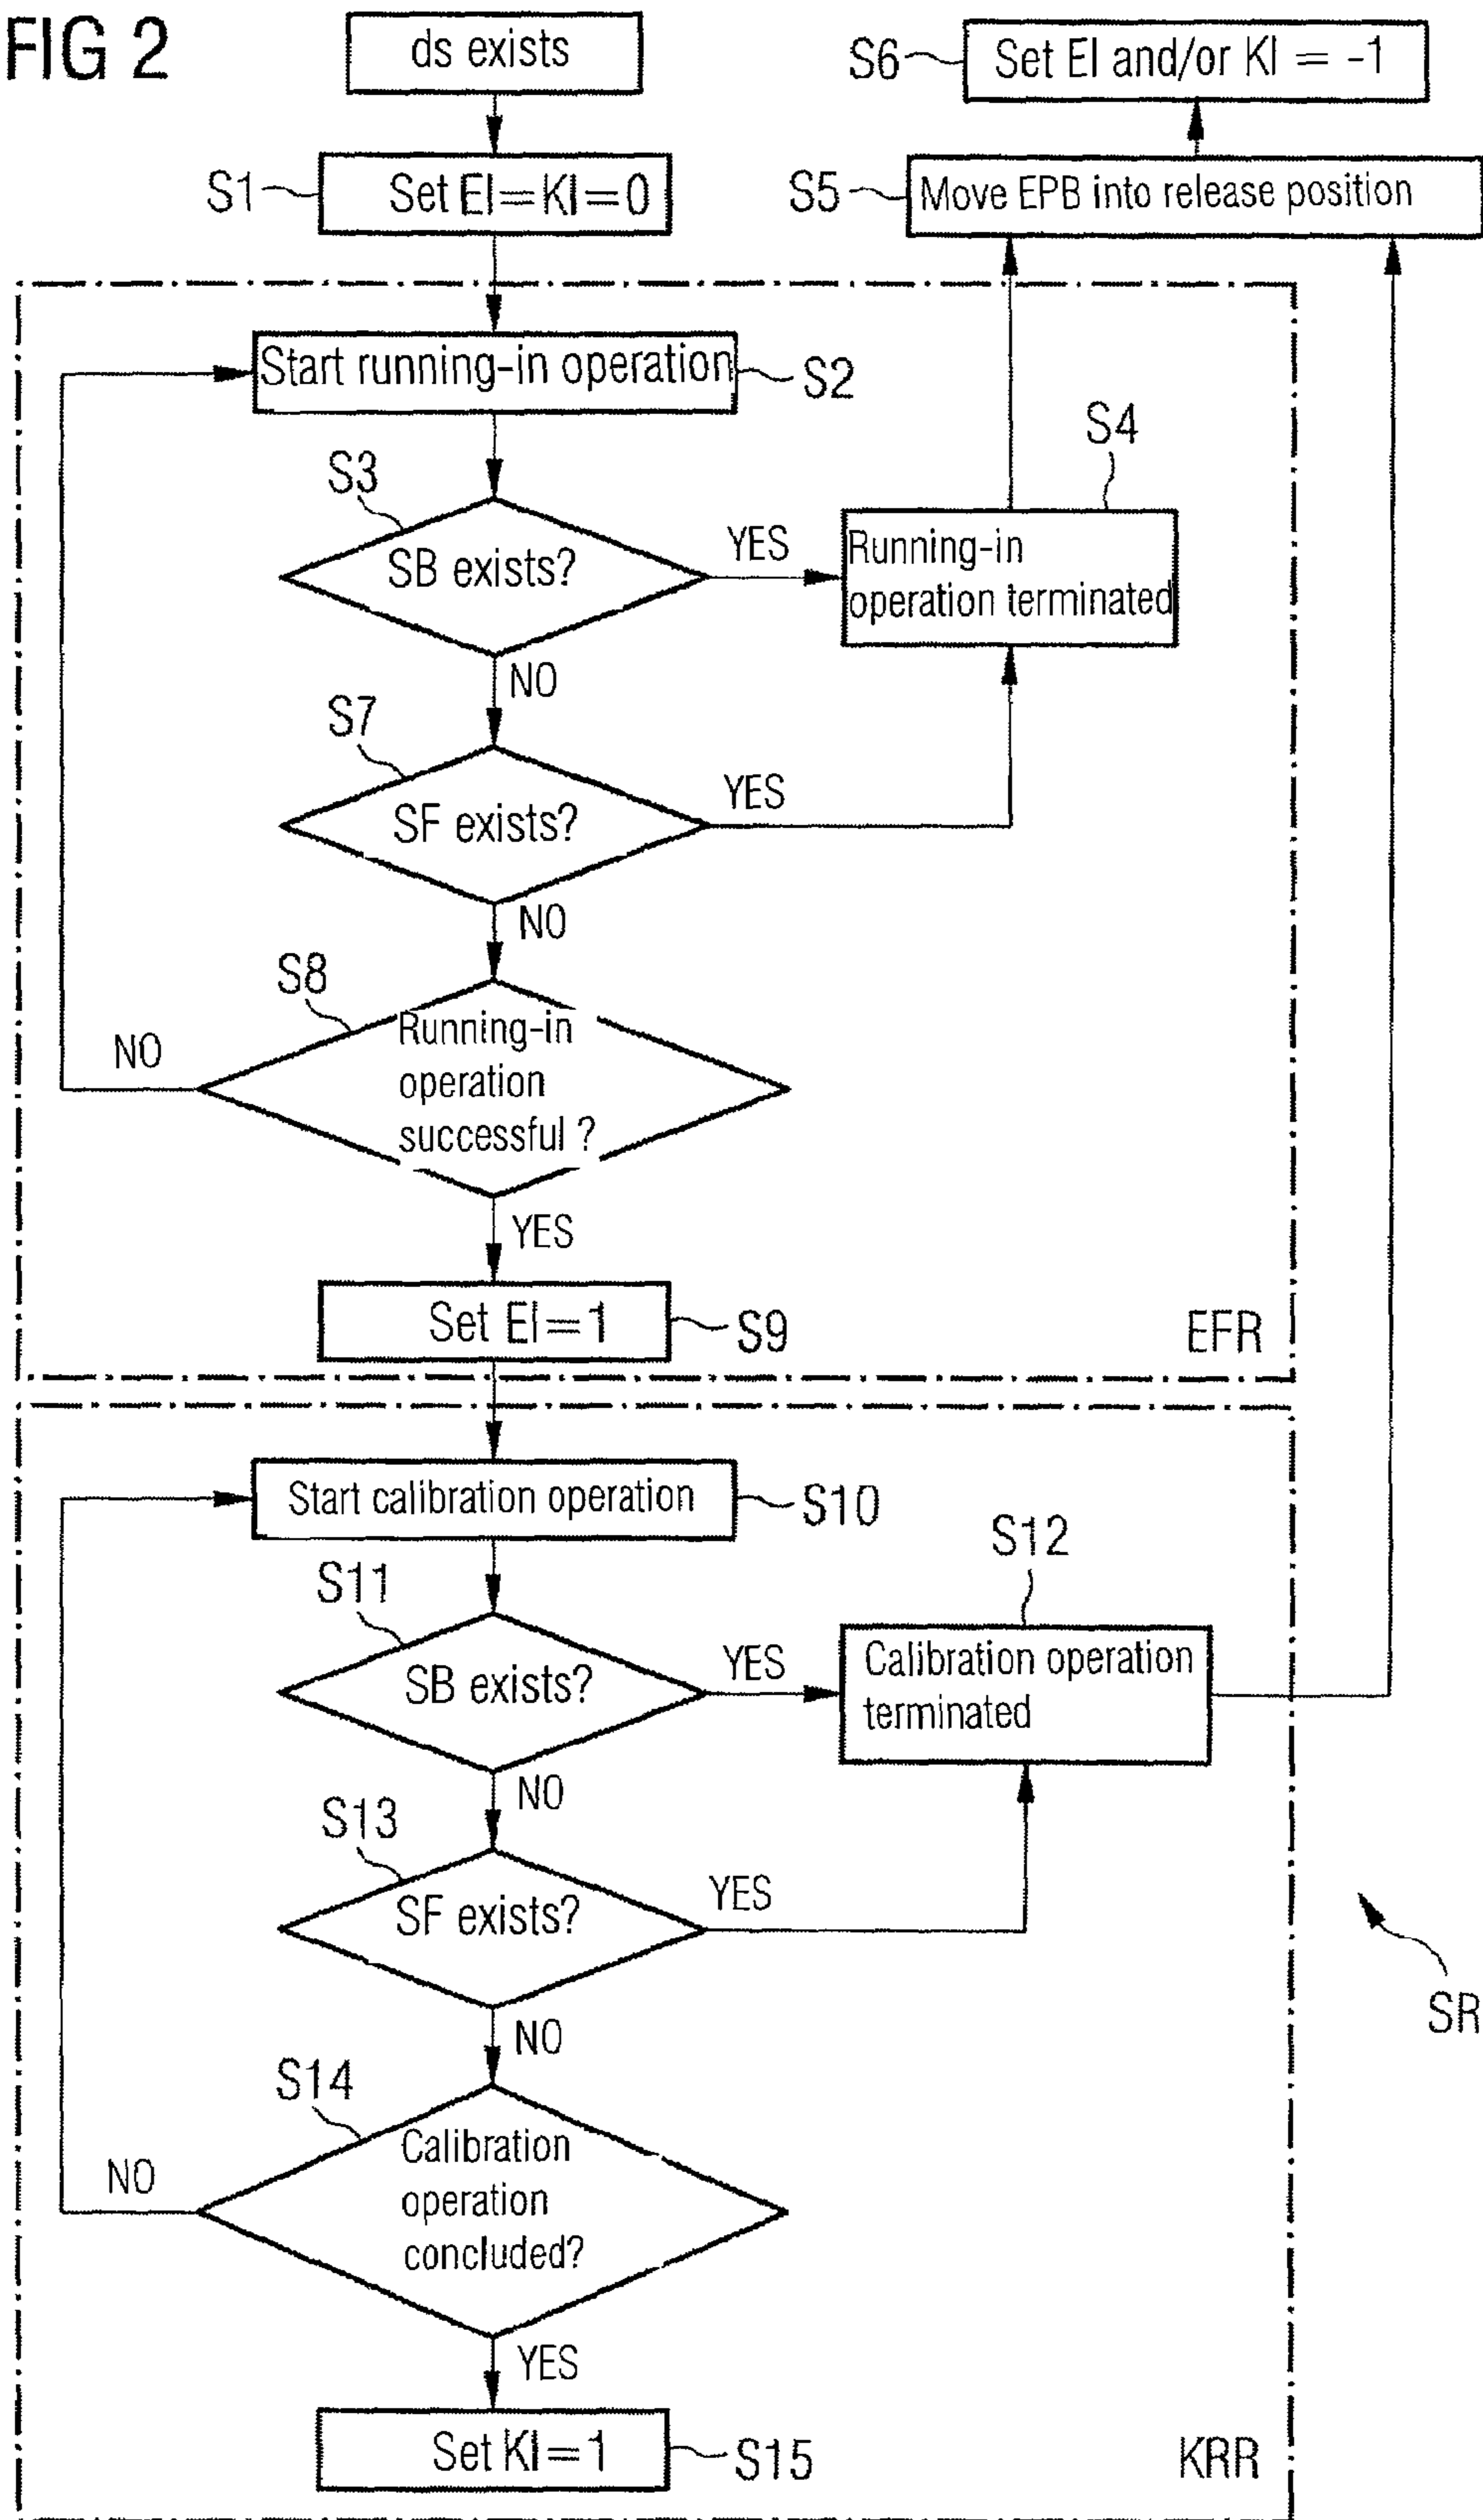 FIG 2
ds exists
S6
Set EI and/or KI = -1
S1
Set EI=KI=0
S5
Move EPB into release position
Start running-in operation
S2
S4
S3
SB exists?
YES
Running-in
operation terminated
NO
S7
SF exists?
YES
NO
S8
Running-in
operation
successful ?
NO
YES
Set EI=1
S9
EFR
Start calibration operation
S10
S12
S11
SB exists?
YES
Calibration operation
terminated
NO
S13
SF exists?
YES
SR
NO
S14
Calibration
operation
concluded?
NO
YES
Set KI=1
S15
KRR